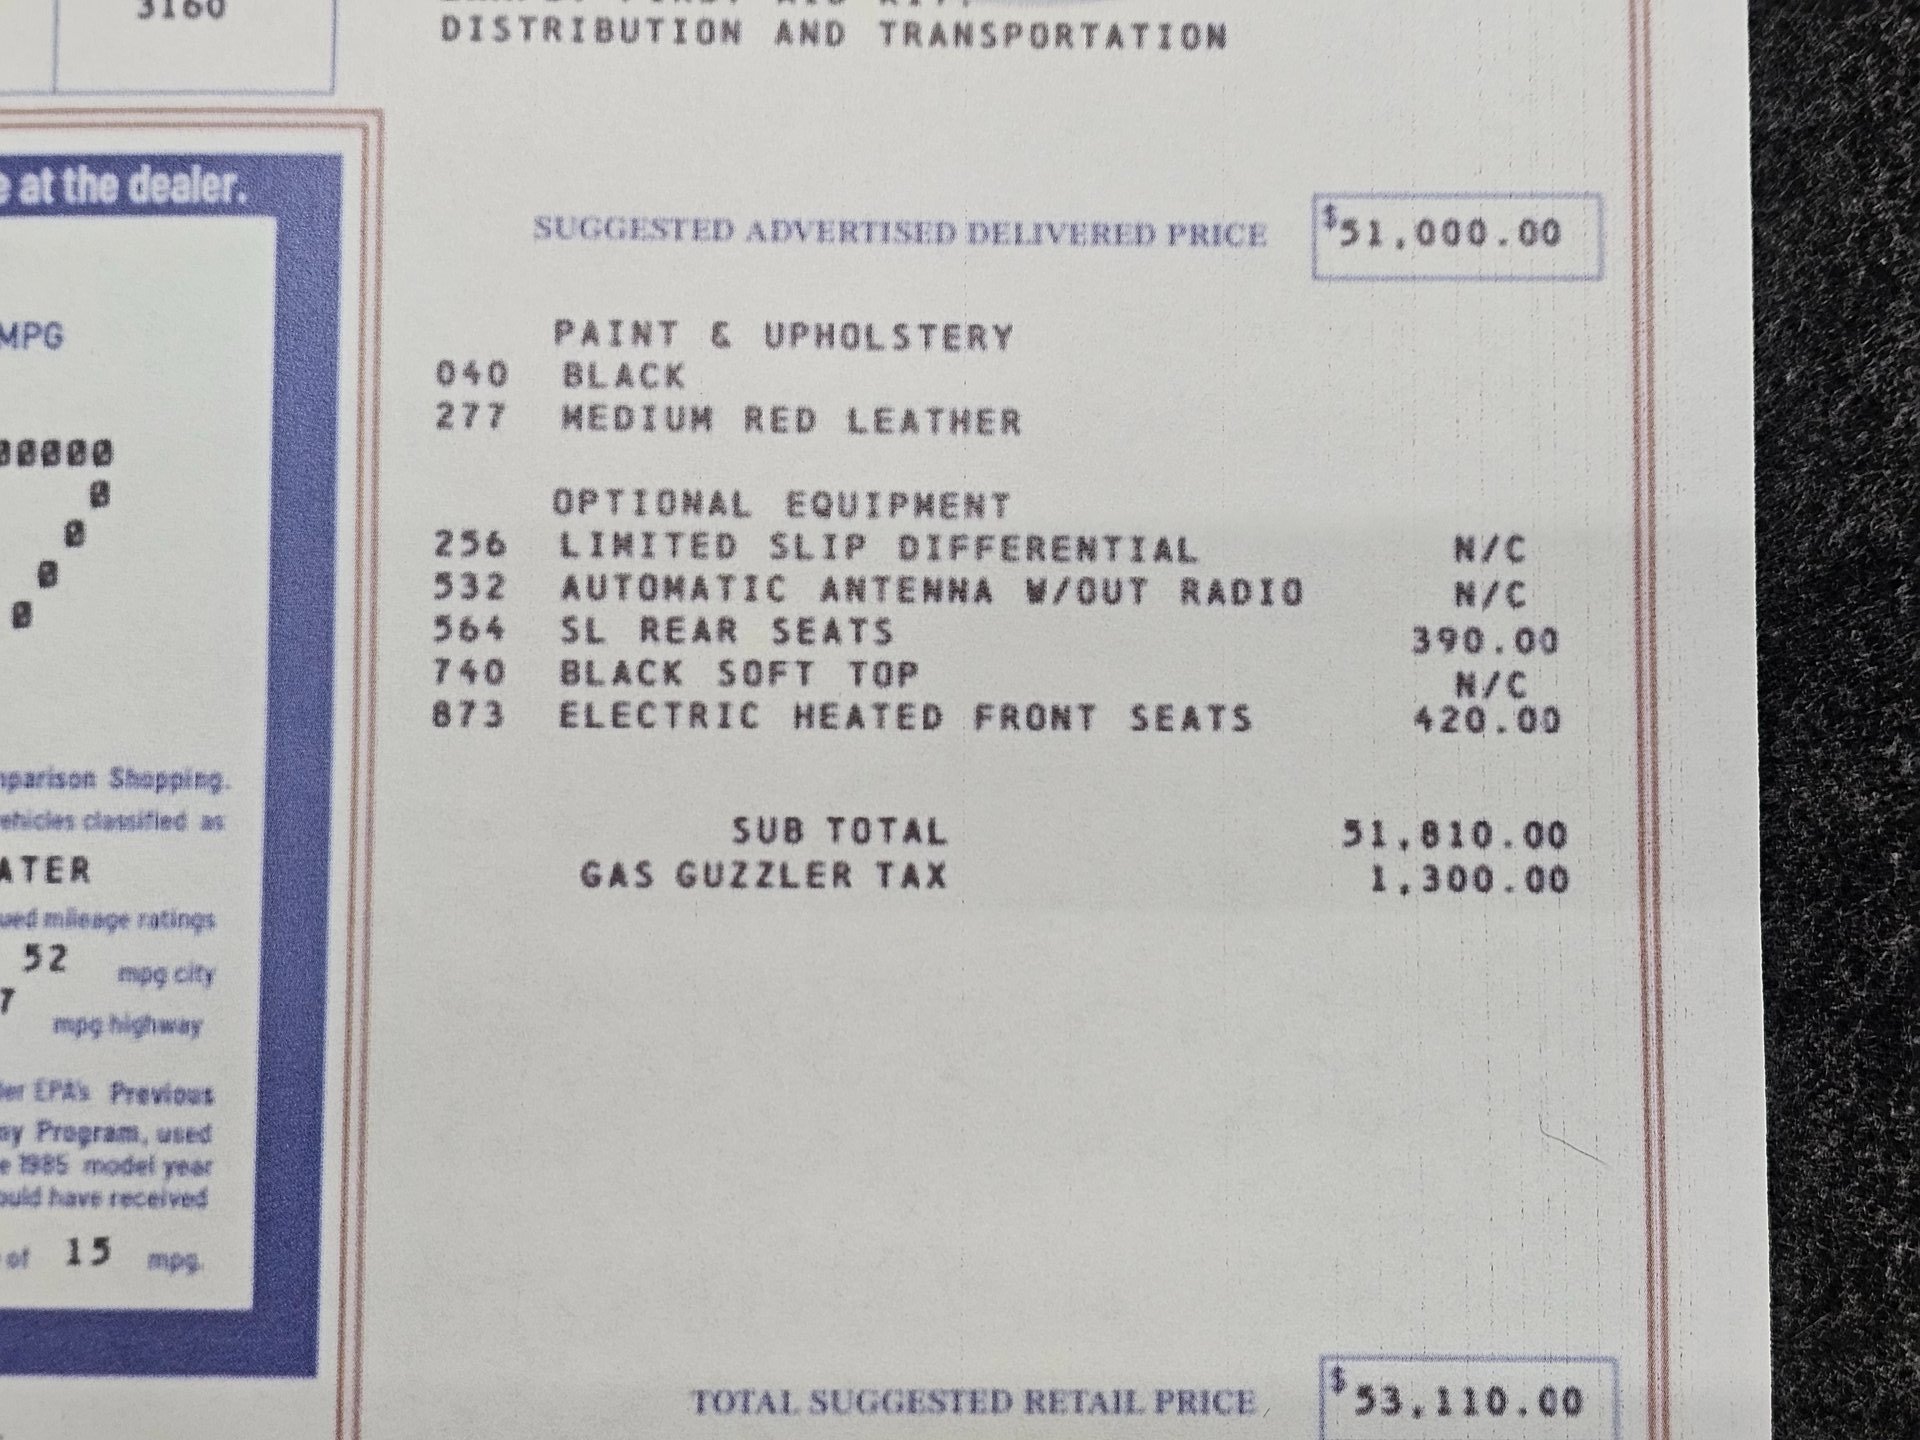 3160
DISTRIBUTION AND TRANSPORTATION
e at the dealer.
SUGGESTED ADVERTISED DELIVERED PRICE $51,000.00
MPG
PAINT & UPHOLSTERY
040 BLACK
277 MEDIUM RED LEATHER
OPTIONAL EQUIPMENT
256 LIMITED SLIP DIFFERENTIAL N/C
532 AUTOMATIC ANTENNA W/OUT RADIO N/C
564 SL REAR SEATS 390.00
740 BLACK SOFT TOP N/C
873 ELECTRIC HEATED FRONT SEATS 420.00
mparison Shopping.
vehicles classified as
ATER
SUB TOTAL 51,810.00
GAS GUZZLER TAX 1,300.00
ued mileage ratings
52 mpg city
7
mpg highway
der EPA's Previous
my Program, used
e 1985 model year
ould have received
of 15 mpg.
TOTAL SUGGESTED RETAIL PRICE $53,110.00